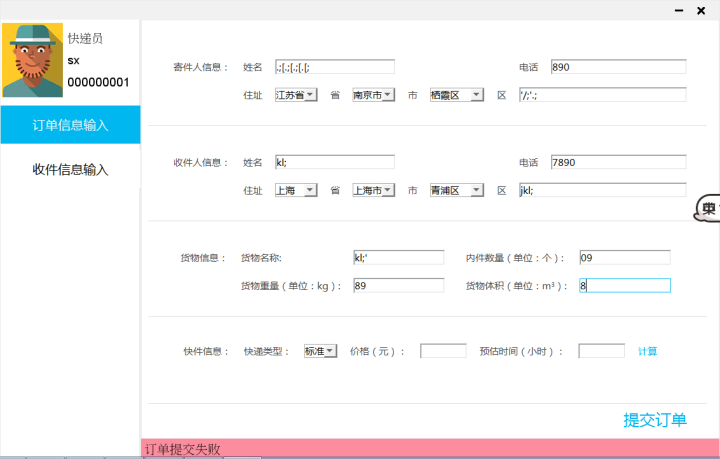 快递员
sx
000000001
订单信息输入
收件信息输入
寄件人信息： 姓名 ,;[.;[.;[.[; 电话 890
住址 江苏省 省 南京市 市 栖霞区 区 '/;'.;
收件人信息： 姓名 kl; 电话 7890
住址 上海 省 上海市 市 青浦区 区 jkl;
货物信息： 货物名称: kl;' 内件数量（单位：个）： 09
货物重量（单位：kg）： 89 货物体积（单位：m³）： 8
快件信息： 快递类型： 标准 价格（元）： 预估时间（小时）： 计算
提交订单
订单提交失败